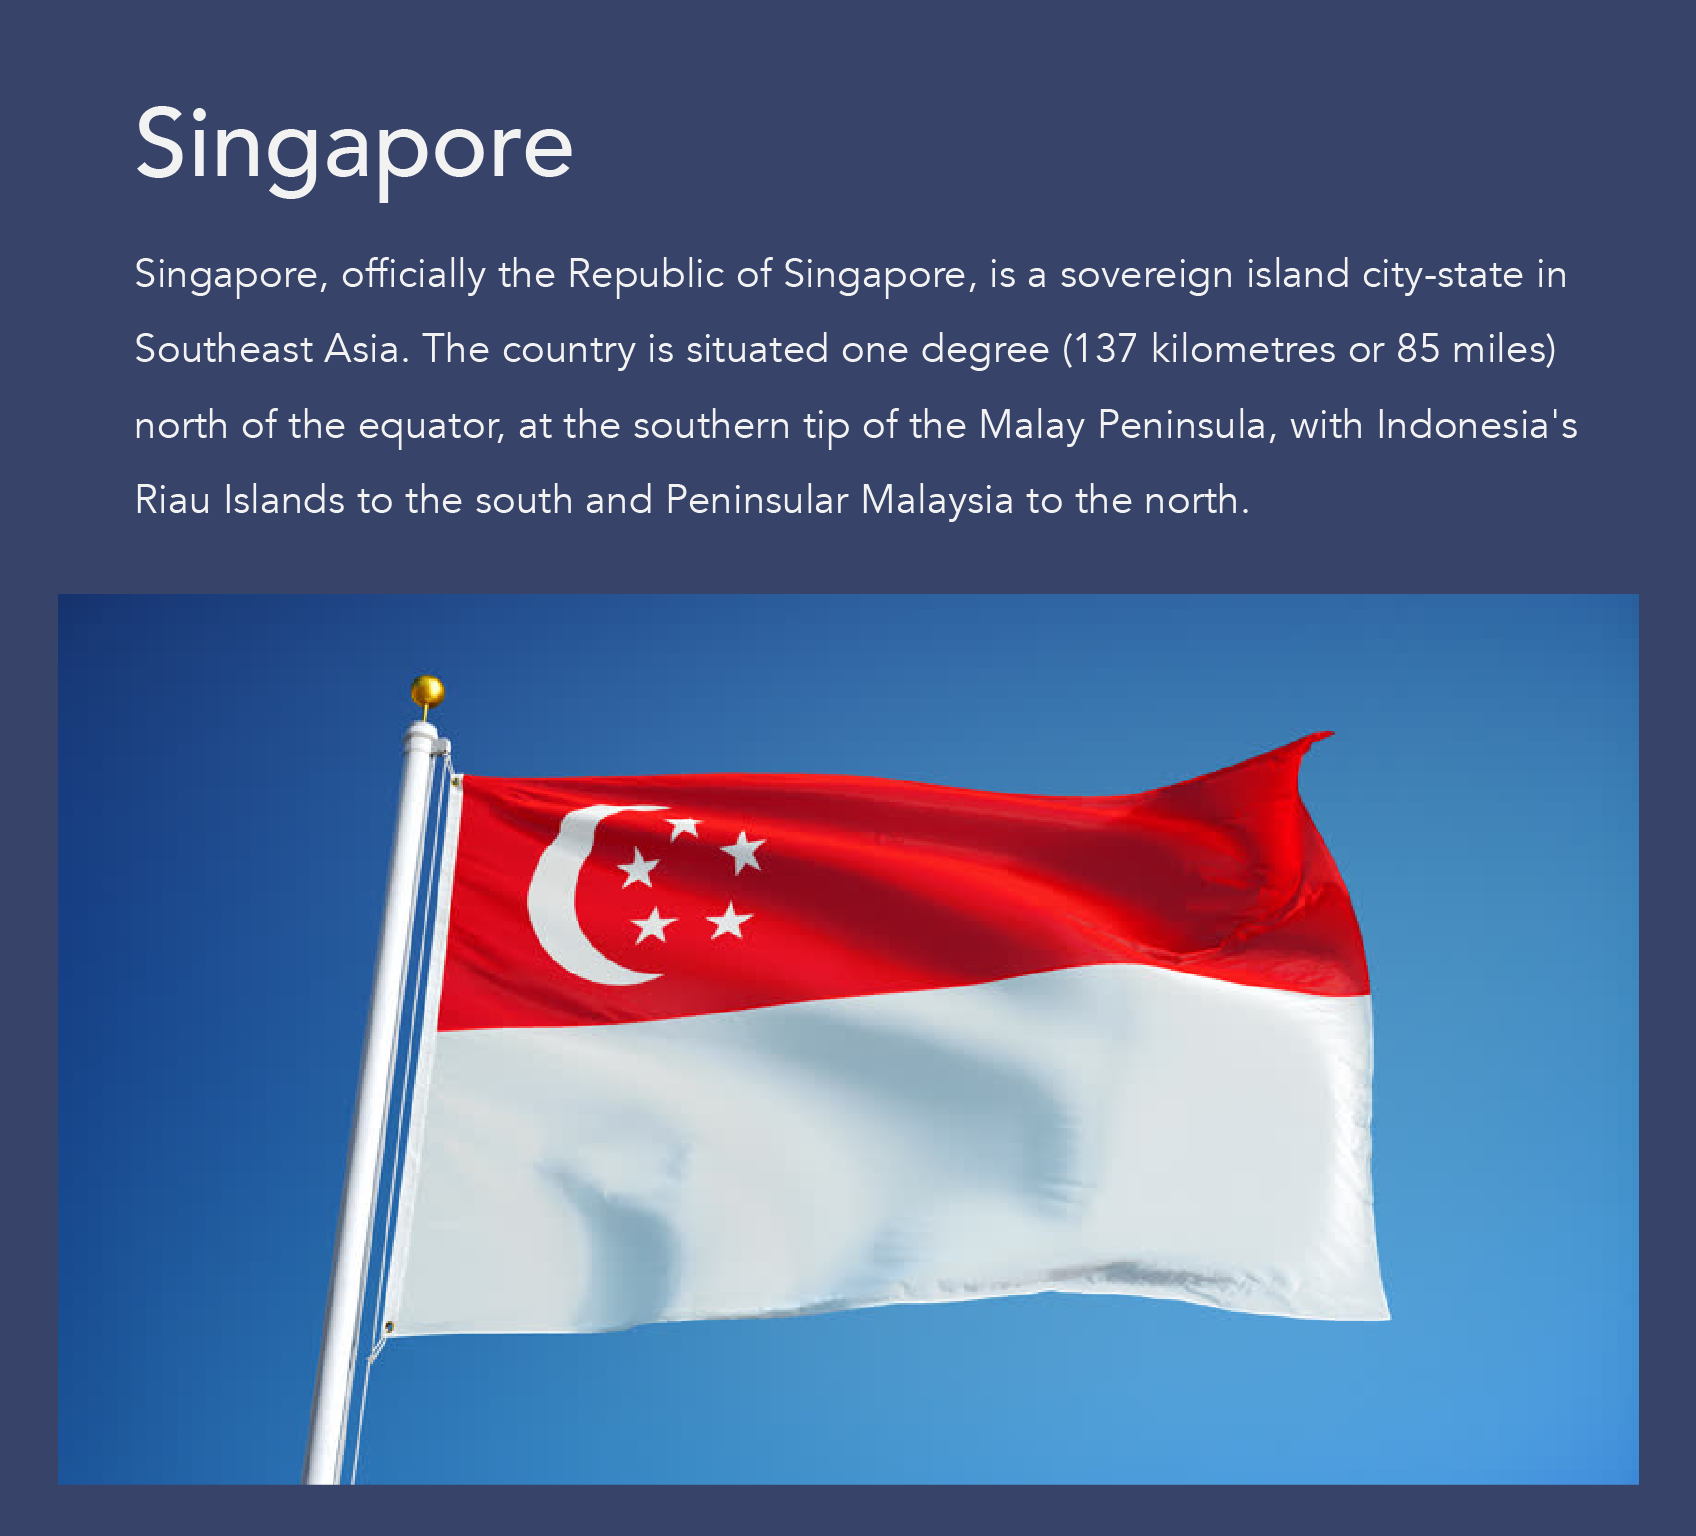 Singapore
Singapore, officially the Republic of Singapore, is a sovereign island city-state in
Southeast Asia. The country is situated one degree (137 kilometres or 85 miles)
north of the equator, at the southern tip of the Malay Peninsula, with Indonesia's
Riau Islands to the south and Peninsular Malaysia to the north.